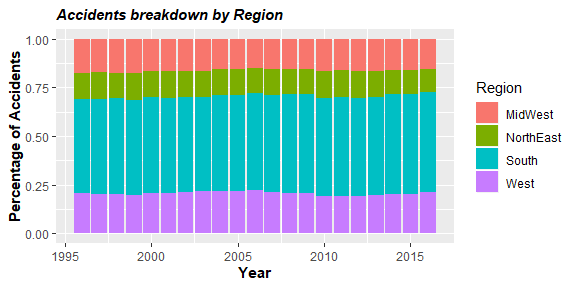 Accidents breakdown by Region
Percentage of Accidents
1.00
0.75
0.50
0.25
0.00
1995 2000 2005 2010 2015
Year
Region
MidWest
NorthEast
South
West